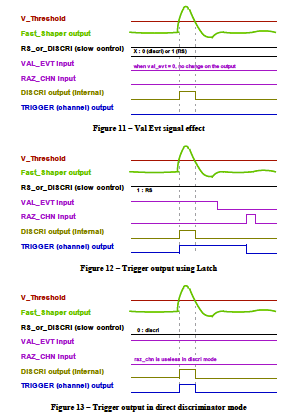 V_Threshold
Fast_Shaper output
RS_or_DISCRI (slow control)
X : 0 (discri) or 1 (RS)
VAL_EVT Input
when val_evt = 0, no change on the output
RAZ_CHN Input
DISCRI output (Internal)
TRIGGER (channel) output
Figure 11 – Val Evt signal effect
V_Threshold
Fast_Shaper output
RS_or_DISCRI (slow control)
1 : RS
VAL_EVT Input
RAZ_CHN Input
DISCRI output (Internal)
TRIGGER (channel) output
Figure 12 – Trigger output using Latch
V_Threshold
Fast_Shaper output
RS_or_DISCRI (slow control)
0 : discri
VAL_EVT Input
RAZ_CHN Input
raz_chn is useless in discri mode
DISCRI output (Internal)
TRIGGER (channel) output
Figure 13 – Trigger output in direct discriminator mode